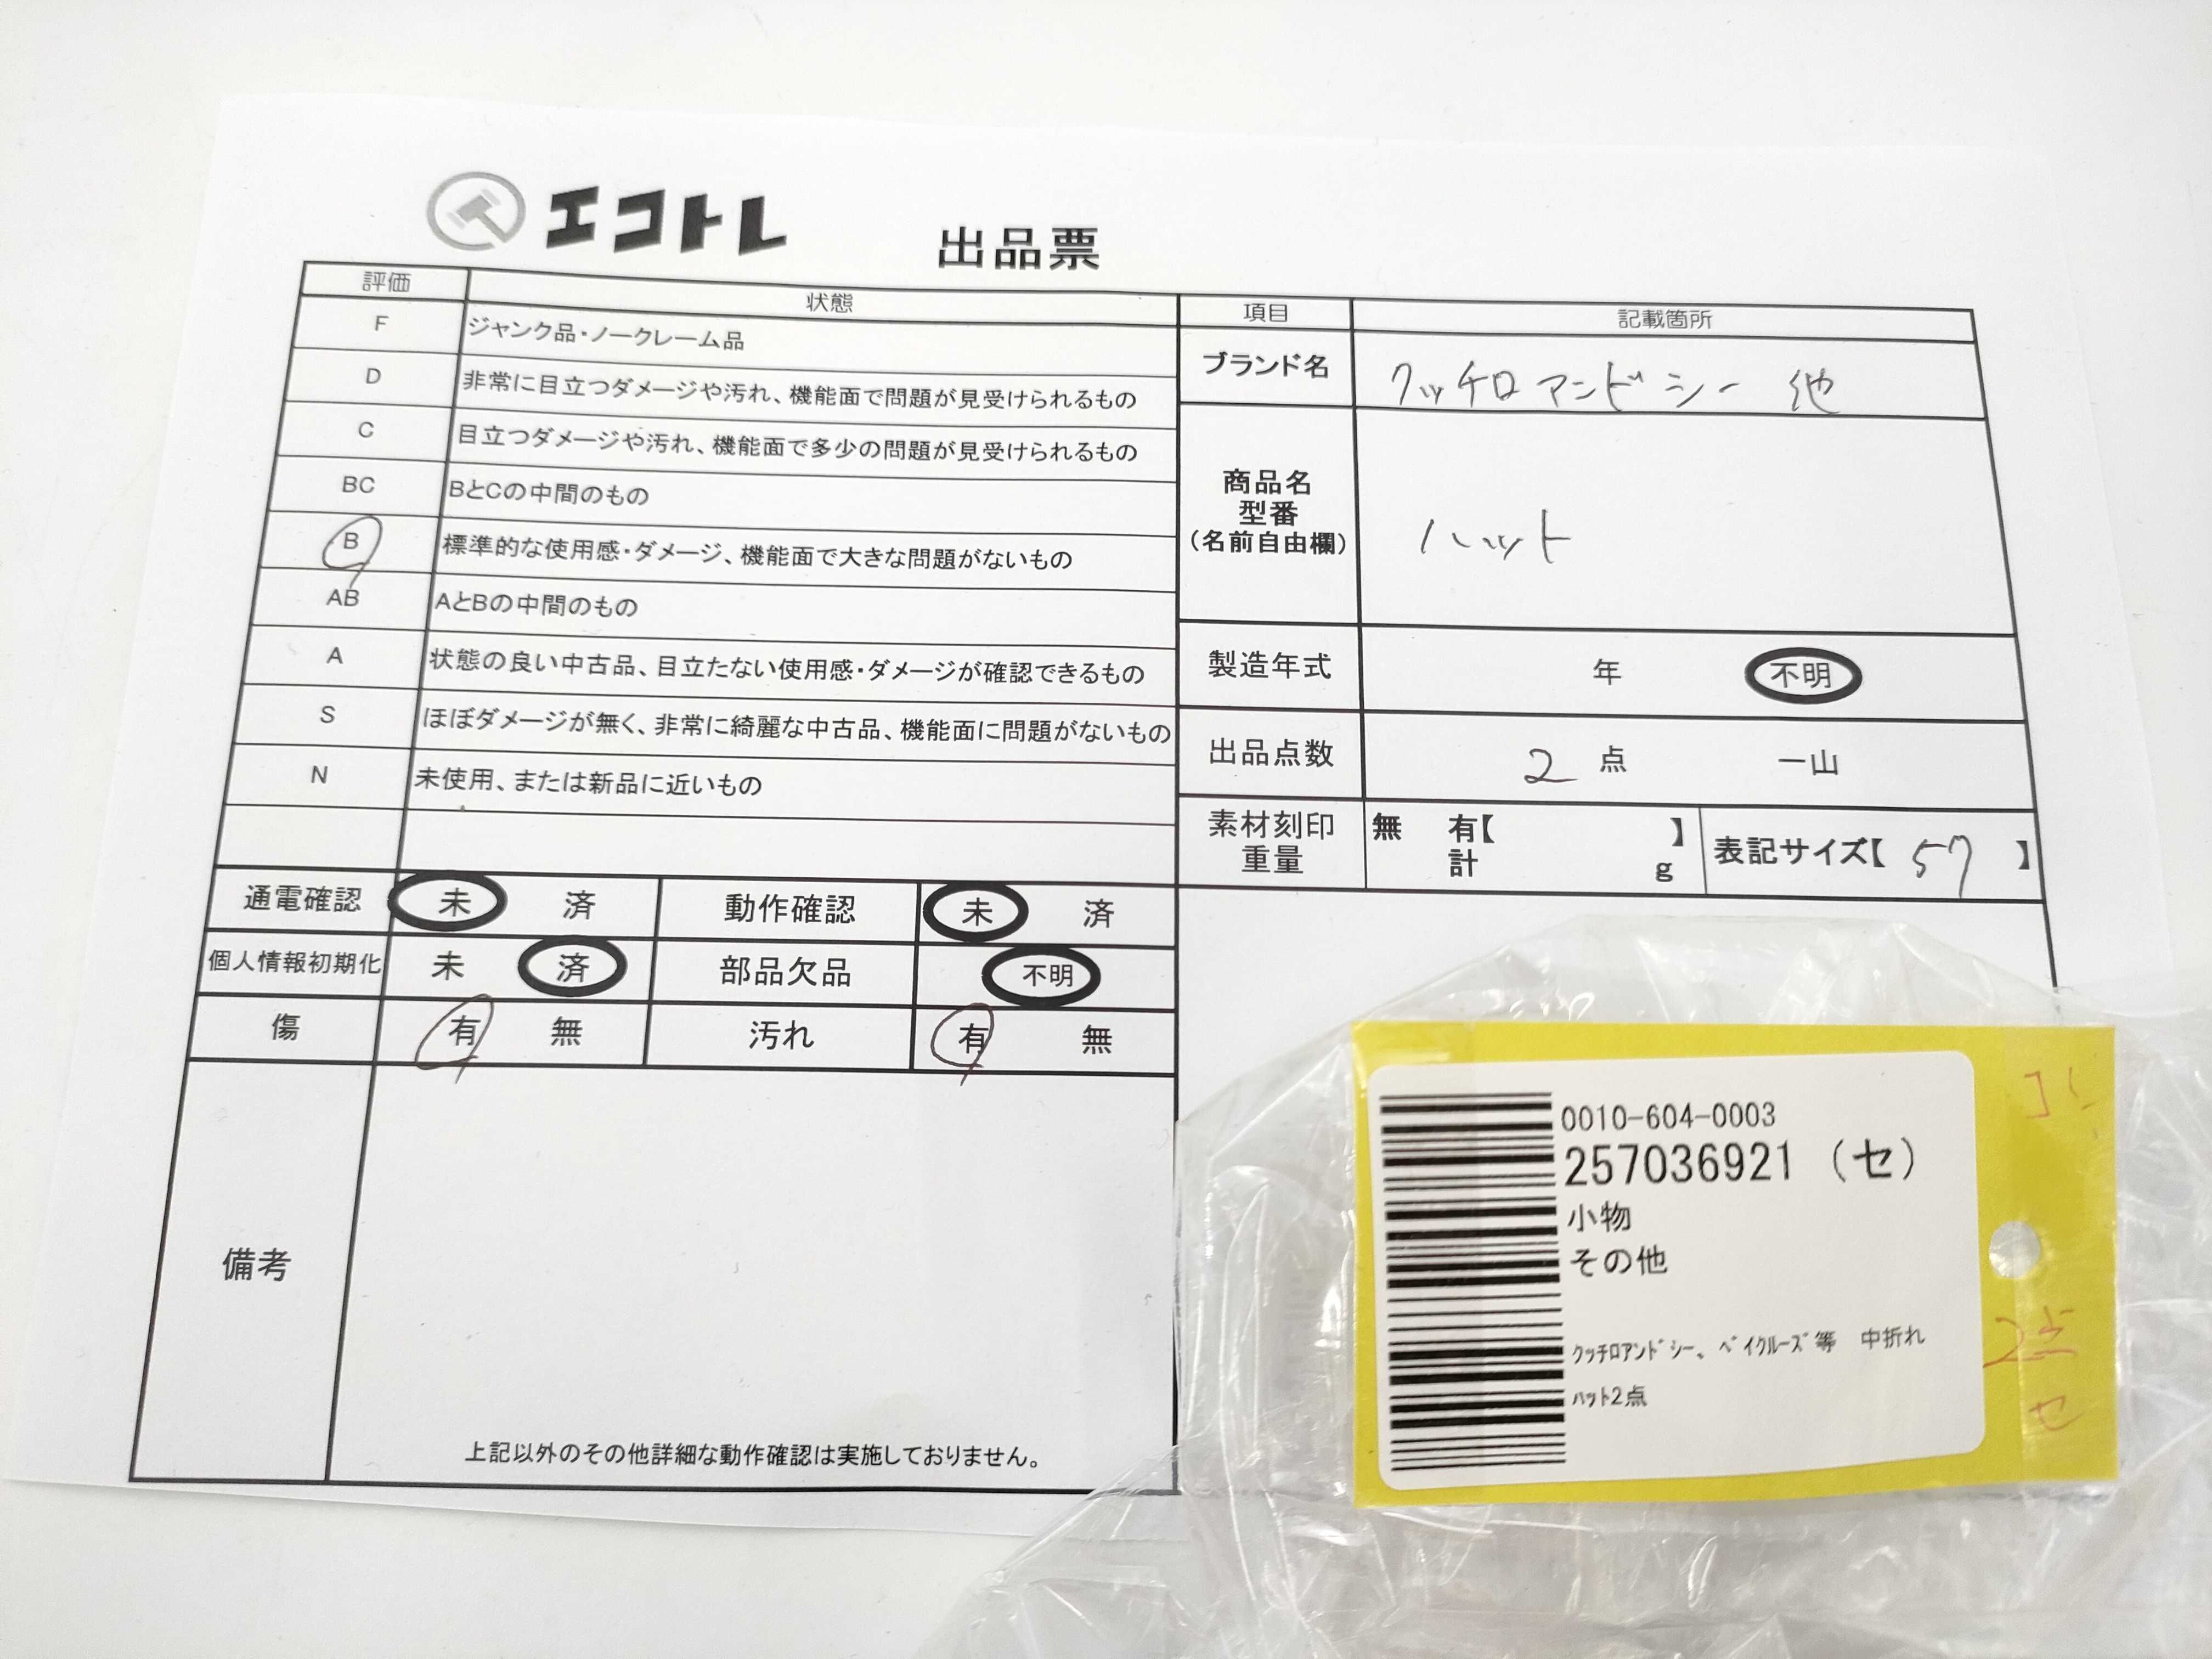 エコトレ
出品票
評価 状態
F ジャンク品・ノークレーム品
D 非常に目立つダメージや汚れ、機能面で問題が見受けられるもの
C 目立つダメージや汚れ、機能面で多少の問題が見受けられるもの
BC BとCの中間のもの
B 標準的な使用感・ダメージ、機能面で大きな問題がないもの
AB AとBの中間のもの
A 状態の良い中古品、目立たない使用感・ダメージが確認できるもの
S ほぼダメージが無く、非常に綺麗な中古品、機能面に問題がないもの
N 未使用、または新品に近いもの
通電確認 未 済 動作確認 未 済
個人情報初期化 未 済 部品欠品 不明
傷 有 無 汚れ 有 無
備考
上記以外のその他詳細な動作確認は実施しておりません。
項目 記載箇所
ブランド名 クッチロアンドシー 他
商品名
型番
(名前自由欄)
ハット
製造年式 年 不明
出品点数 2 点 一山
素材刻印
重量
無 有【 】
計 g
表記サイズ【 57 】
0010-604-0003
257036921 (セ)
小物
その他
ｸｯﾁﾛｱﾝﾄﾞｼｰ、ﾍﾞｲｸﾙｰｽﾞ等 中折れ
ﾊｯﾄ2点
2点
セ